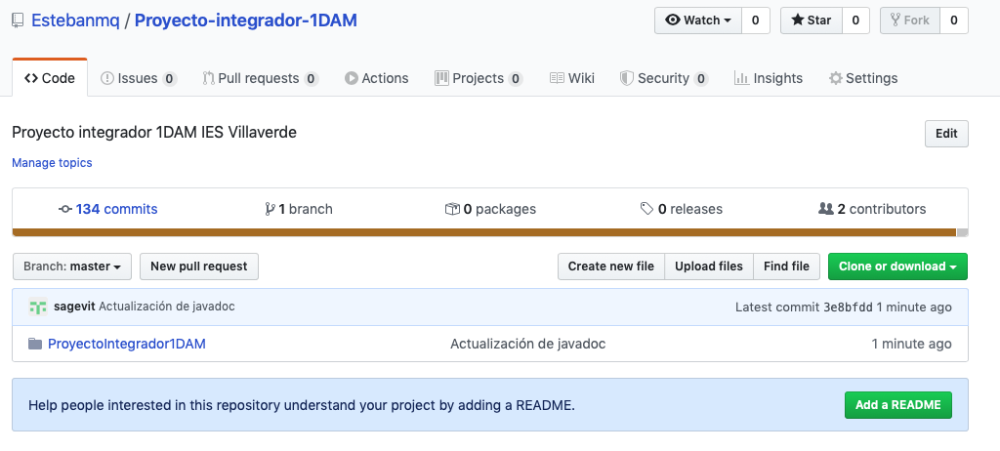 Estebanmq / Proyecto-integrador-1DAM
Watch 0 Star 0 Fork 0
Code Issues 0 Pull requests 0 Actions Projects 0 Wiki Security 0 Insights Settings
Proyecto integrador 1DAM IES Villaverde
Edit
Manage topics
134 commits 1 branch 0 packages 0 releases 2 contributors
Branch: master New pull request Create new file Upload files Find file Clone or download
sagevit Actualización de javadoc Latest commit 3e8bfdd 1 minute ago
ProyectoIntegrador1DAM Actualización de javadoc 1 minute ago
Help people interested in this repository understand your project by adding a README. Add a README